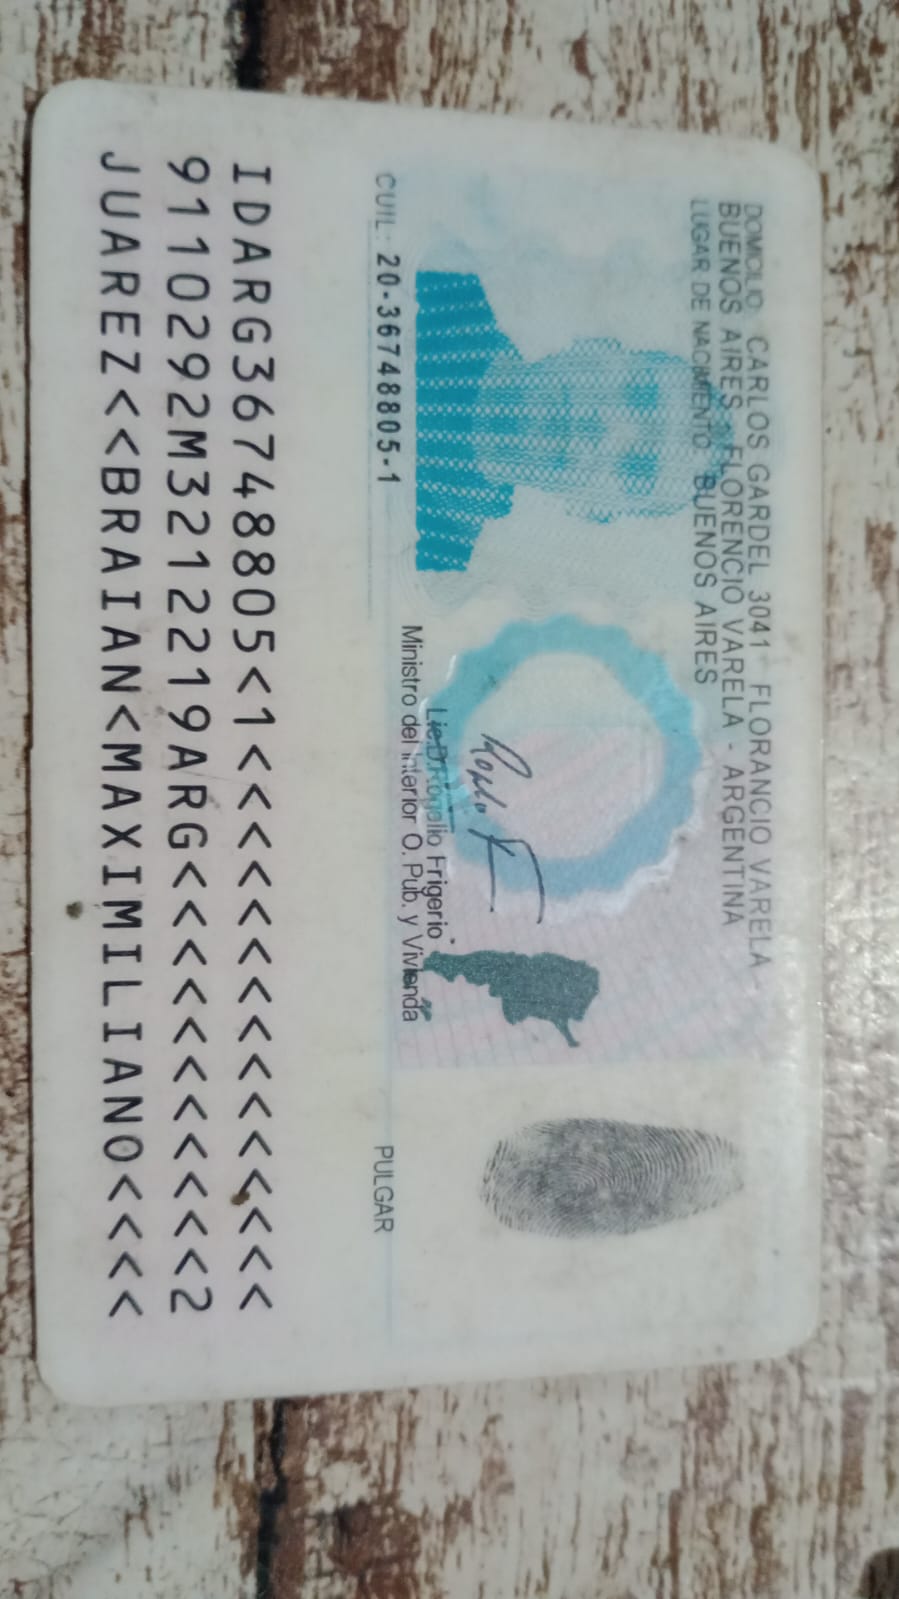 DOMICILIO: CARLOS GARDEL 3041 FLORANCIO VARELA
BUENOS AIRES FLORENCIO VARELA - ARGENTINA
LUGAR DE NACIMIENTO: BUENOS AIRES
Rogelio Frigerio
Ministro del Interior O. Pub. y Vivienda
CUIL: 20-36748805-1
PULGAR
IDARG36748805<1<<<<<<<<<<<<<<<
9110292M3212219ARG<<<<<<<<<<<2
JUAREZ<<BRAIAN<MAXIMILIANO<<<<